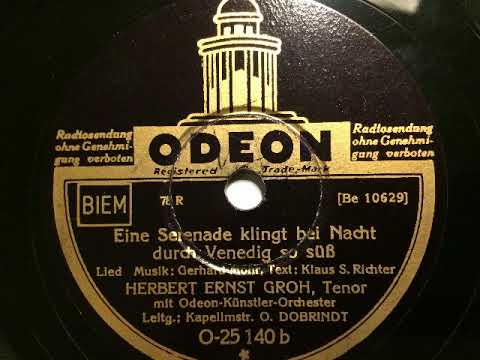 Radiosendung
ohne Genehmi-
gung verboten
ODEON
Registered Trade-Mark
Radiosendung
ohne Genehmi-
gung verboten
BIEM
78 R
[Be 10629]
Eine Serenade klingt bei Nacht
durch Venedig so süß
Lied Musik: Gerhard Mohr, Text: Klaus S. Richter
HERBERT ERNST GROH, Tenor
mit Odeon-Künstler-Orchester
Leitg.: Kapellmstr. O. DOBRINDT
O-25 140 b